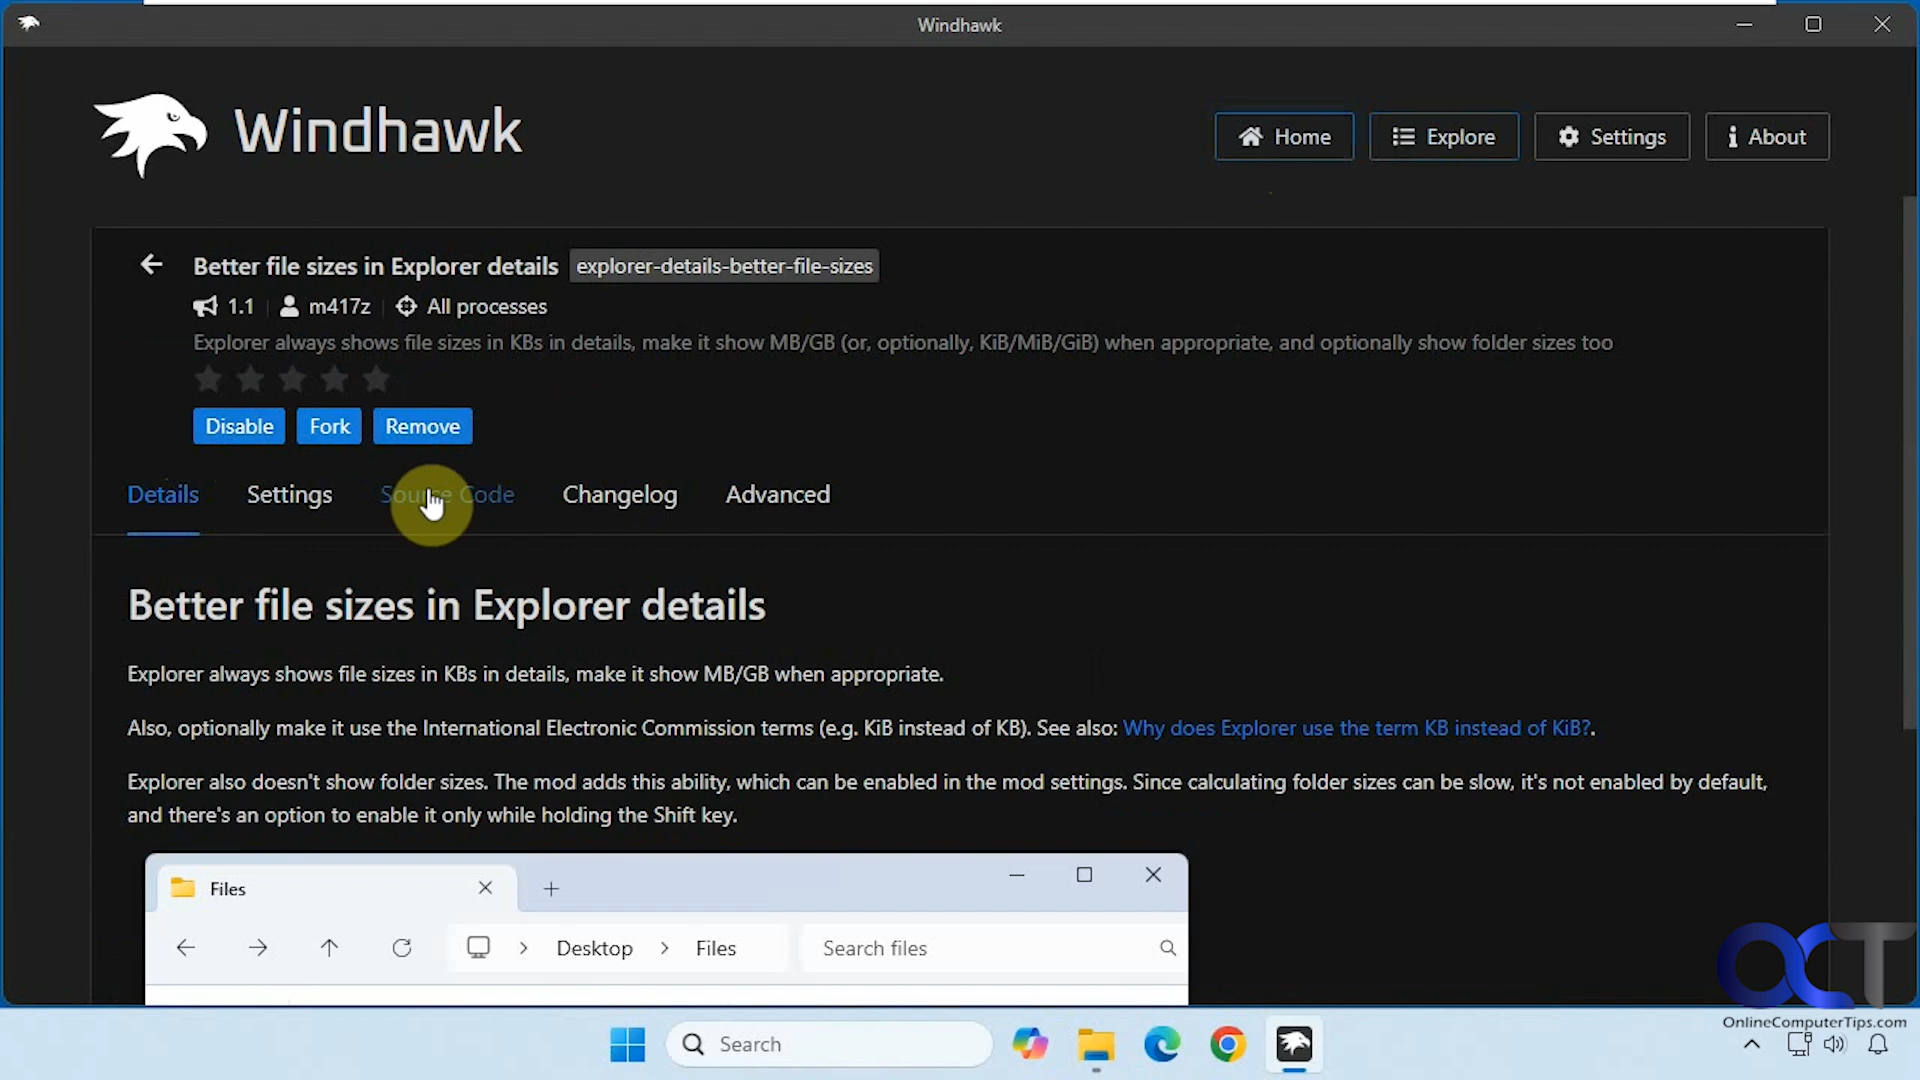 Windhawk
Windhawk
Home
Explore
Settings
About
Better file sizes in Explorer details explorer-details-better-file-sizes
1.1 m417z All processes
Explorer always shows file sizes in KBs in details, make it show MB/GB (or, optionally, KiB/MiB/GiB) when appropriate, and optionally show folder sizes too
Disable Fork Remove
Details Settings Source Code Changelog Advanced
Better file sizes in Explorer details
Explorer always shows file sizes in KBs in details, make it show MB/GB when appropriate.
Also, optionally make it use the International Electronic Commission terms (e.g. KiB instead of KB). See also: Why does Explorer use the term KB instead of KiB?.
Explorer also doesn't show folder sizes. The mod adds this ability, which can be enabled in the mod settings. Since calculating folder sizes can be slow, it's not enabled by default,
and there's an option to enable it only while holding the Shift key.
Files
Desktop > Files
Search files
OCT
OnlineComputerTips.com
Search